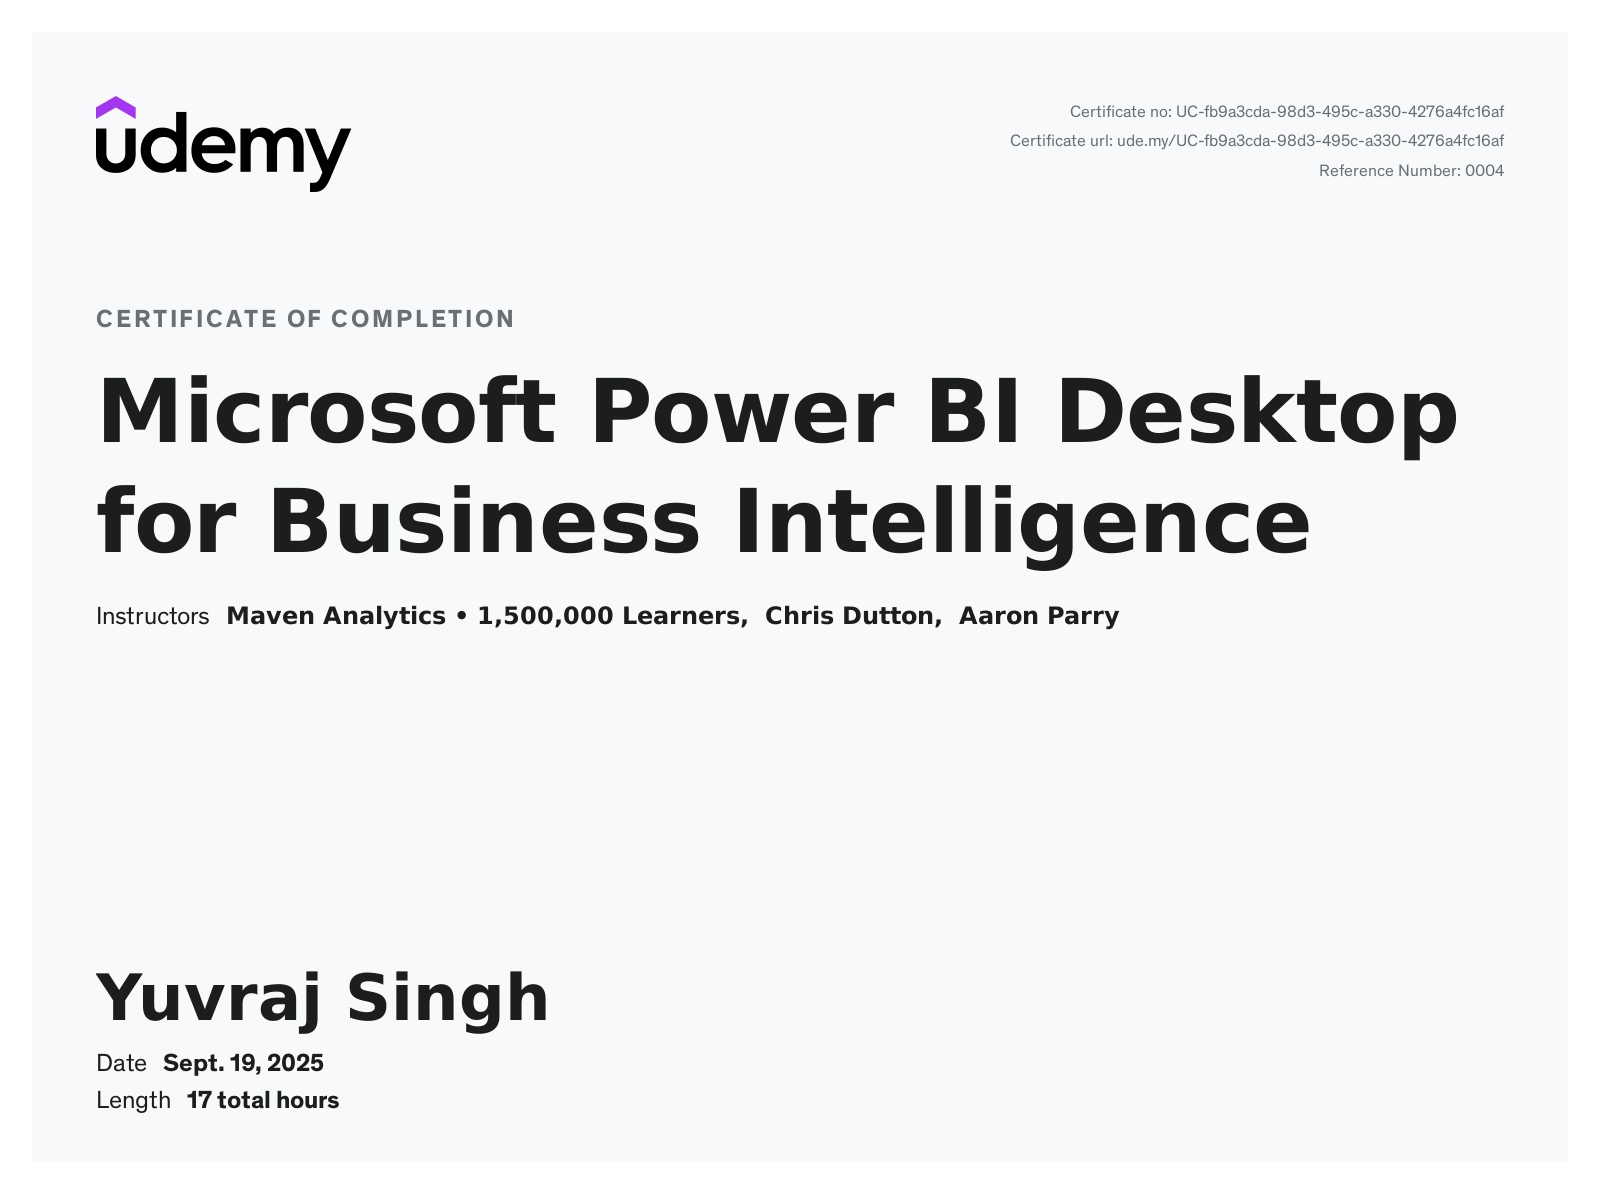 udemy
Certificate no: UC-fb9a3cda-98d3-495c-a330-4276a4fc16af
Certificate url: ude.my/UC-fb9a3cda-98d3-495c-a330-4276a4fc16af
Reference Number: 0004
CERTIFICATE OF COMPLETION
Microsoft Power BI Desktop
for Business Intelligence
Instructors Maven Analytics • 1,500,000 Learners, Chris Dutton, Aaron Parry
Yuvraj Singh
Date Sept. 19, 2025
Length 17 total hours